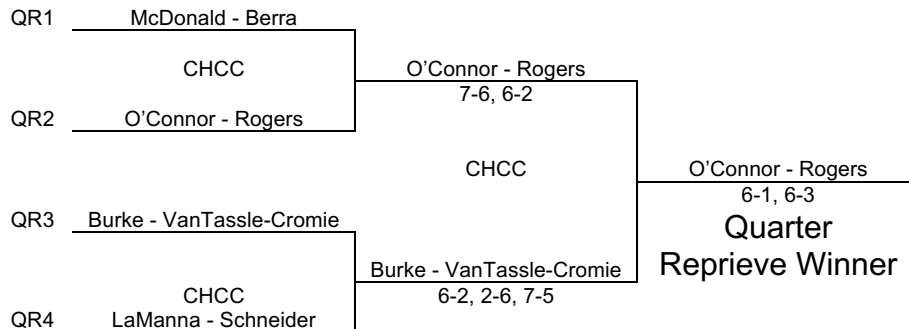 QR1 McDonald - Berra
CHCC
O'Connor - Rogers
7-6, 6-2
QR2 O'Connor - Rogers
CHCC
O'Connor - Rogers
6-1, 6-3
Quarter
Reprieve Winner
QR3 Burke - VanTassle-Cromie
Burke - VanTassle-Cromie
6-2, 2-6, 7-5
CHCC
QR4 LaManna - Schneider